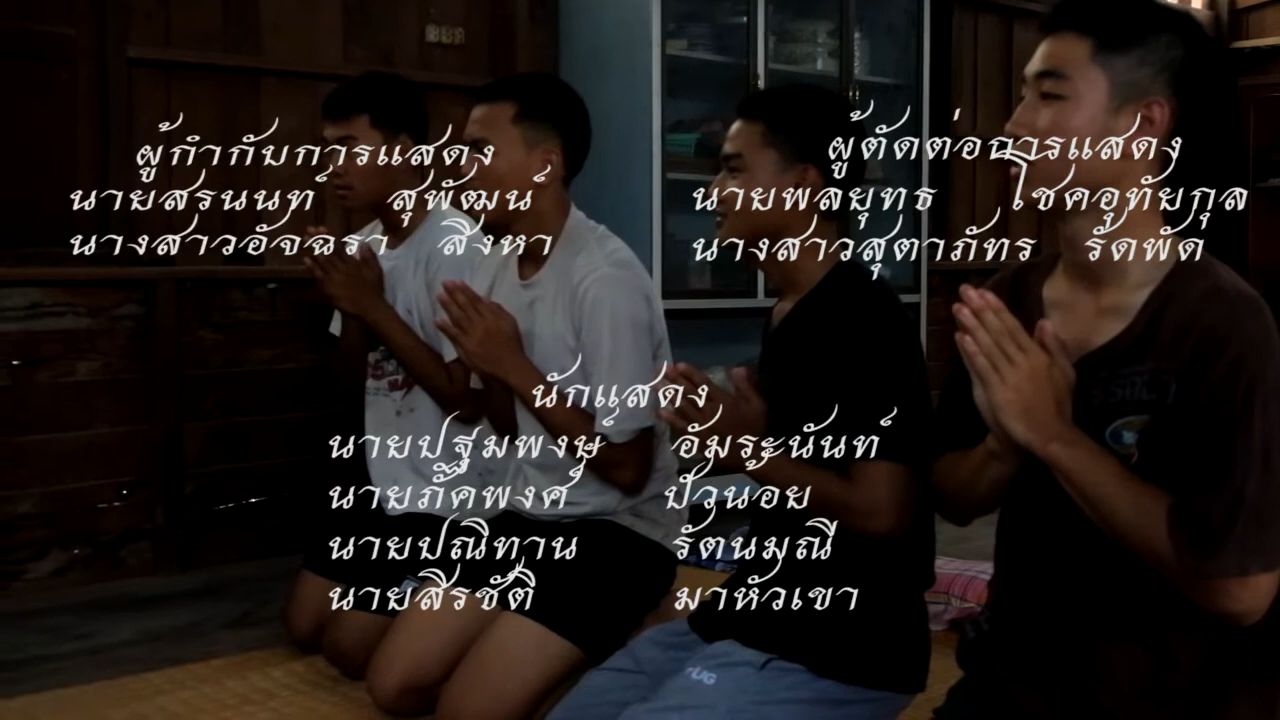 ผู้กำกับการแสดง
นายสรนนท์ สุพัฒน์
นางสาวอัจฉรา สิงหา
ผู้ตัดต่อการแสดง
นายพลยุทธ โชคอุทัยกุล
นางสาวสุตาภัทร รัดพัด
นักแสดง
นายปฐมพงษ์ อัมระนันท์
นายภัคพงศ์ ปัวน้อย
นายปณิทาน รัตนมุณี
นายสิรชัติ มาหัวเขา